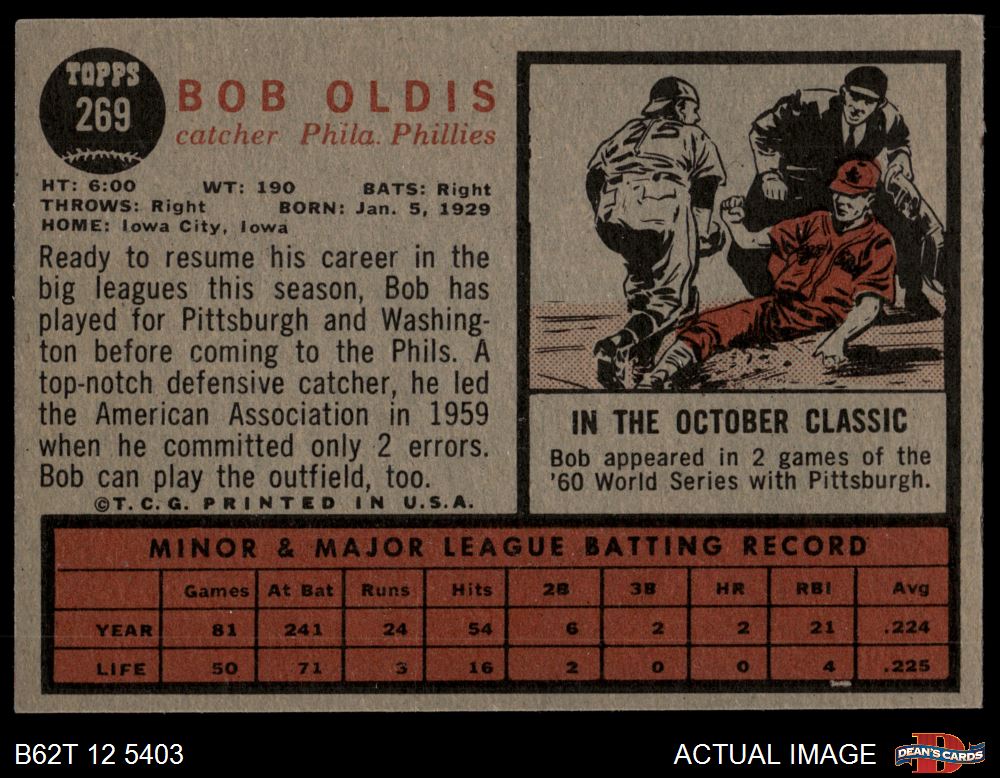 TOPPS
269
BOB OLDIS
catcher Phila. Phillies
HT: 6:00 WT: 190 BATS: Right
THROWS: Right BORN: Jan. 5, 1929
HOME: Iowa City, Iowa
Ready to resume his career in the
big leagues this season, Bob has
played for Pittsburgh and Washing-
ton before coming to the Phils. A
top-notch defensive catcher, he led
the American Association in 1959
when he committed only 2 errors.
Bob can play the outfield, too.
©T.C.G. PRINTED IN U.S.A.
IN THE OCTOBER CLASSIC
Bob appeared in 2 games of the
'60 World Series with Pittsburgh.
MINOR & MAJOR LEAGUE BATTING RECORD
Games At Bat Runs Hits 2B 3B HR RBI Avg
YEAR 81 241 24 54 6 2 2 21 .224
LIFE 50 71 3 16 2 0 0 4 .225
B62T 12 5403
ACTUAL IMAGE
DEAN'S CARDS